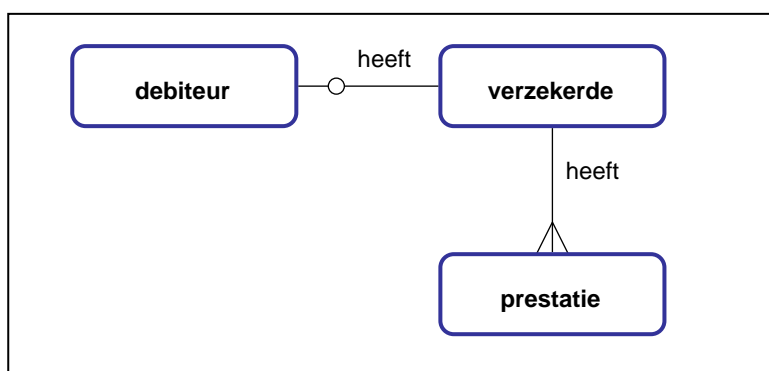 heeft
debiteur
verzekerde
heeft
prestatie